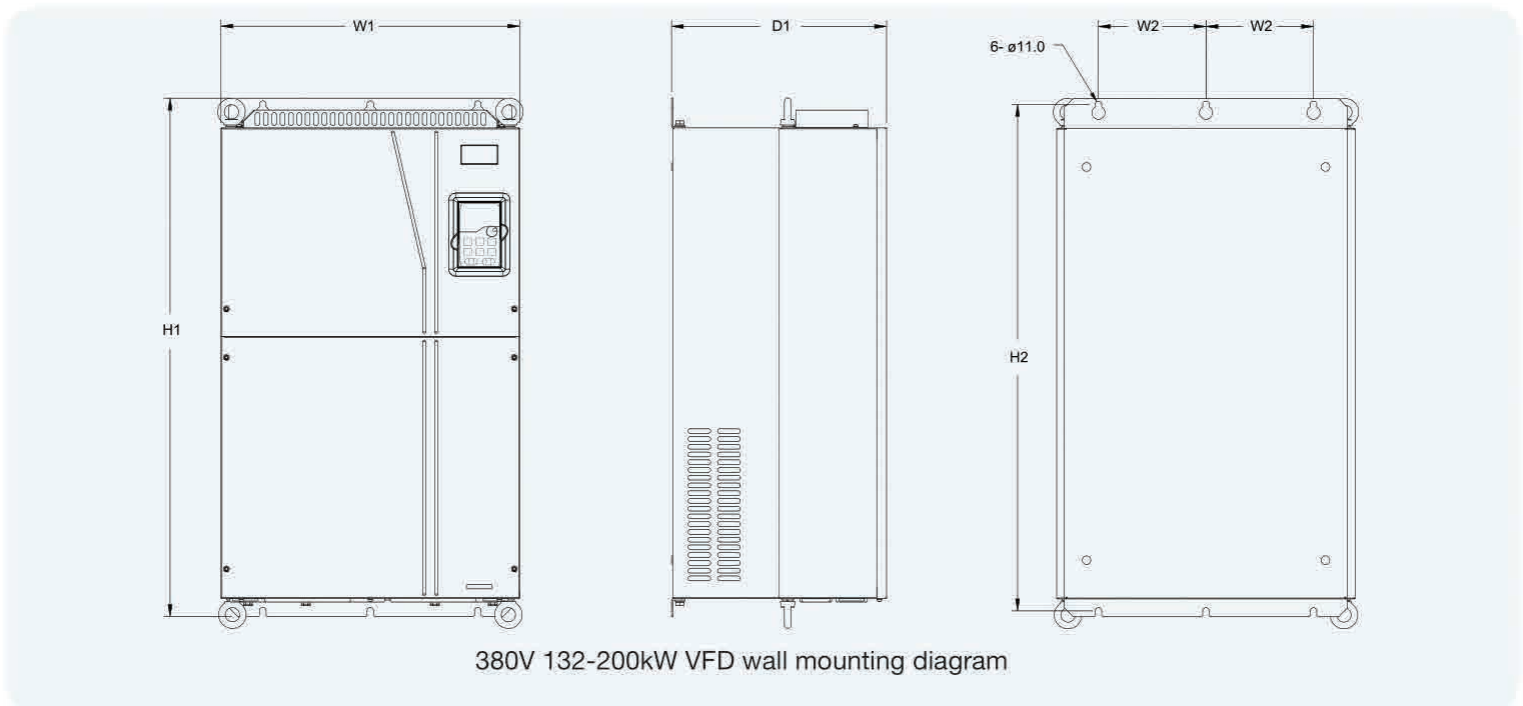 W1
D1
W2
W2
6- ø11.0
H1
H2
380V 132-200kW VFD wall mounting diagram